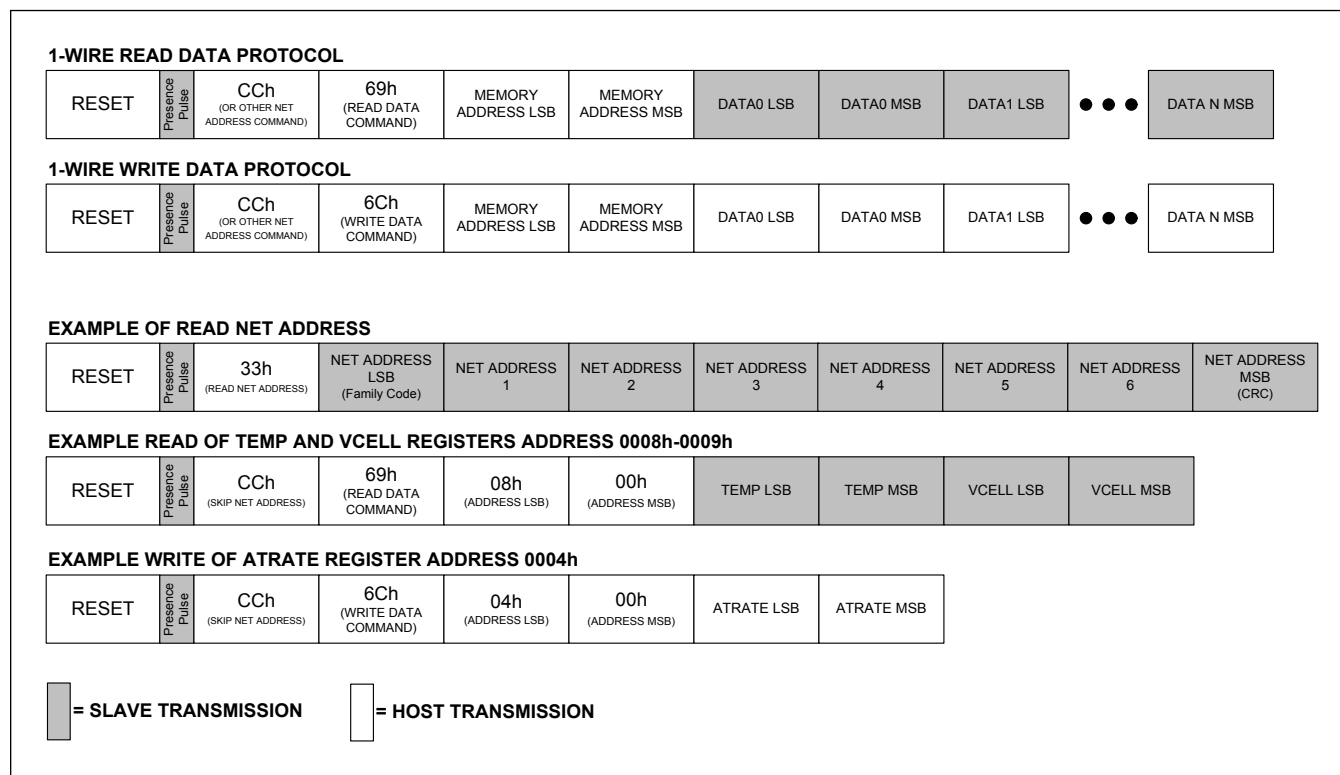 1-WIRE READ DATA PROTOCOL
RESET
Presence
Pulse
CCh
(OR OTHER NET
ADDRESS COMMAND)
69h
(READ DATA
COMMAND)
MEMORY
ADDRESS LSB
MEMORY
ADDRESS MSB
DATA0 LSB
DATA0 MSB
DATA1 LSB
● ● ●
DATA N MSB
1-WIRE WRITE DATA PROTOCOL
RESET
Presence
Pulse
CCh
(OR OTHER NET
ADDRESS COMMAND)
6Ch
(WRITE DATA
COMMAND)
MEMORY
ADDRESS LSB
MEMORY
ADDRESS MSB
DATA0 LSB
DATA0 MSB
DATA1 LSB
● ● ●
DATA N MSB
EXAMPLE OF READ NET ADDRESS
RESET
Presence
Pulse
33h
(READ NET ADDRESS)
NET ADDRESS
LSB
(Family Code)
NET ADDRESS
1
NET ADDRESS
2
NET ADDRESS
3
NET ADDRESS
4
NET ADDRESS
5
NET ADDRESS
6
NET ADDRESS
MSB
(CRC)
EXAMPLE READ OF TEMP AND VCELL REGISTERS ADDRESS 0008h-0009h
RESET
Presence
Pulse
CCh
(SKIP NET ADDRESS)
69h
(READ DATA
COMMAND)
08h
(ADDRESS LSB)
00h
(ADDRESS MSB)
TEMP LSB
TEMP MSB
VCELL LSB
VCELL MSB
EXAMPLE WRITE OF ATRATE REGISTER ADDRESS 0004h
RESET
Presence
Pulse
CCh
(SKIP NET ADDRESS)
6Ch
(WRITE DATA
COMMAND)
04h
(ADDRESS LSB)
00h
(ADDRESS MSB)
ATRATE LSB
ATRATE MSB
= SLAVE TRANSMISSION
= HOST TRANSMISSION